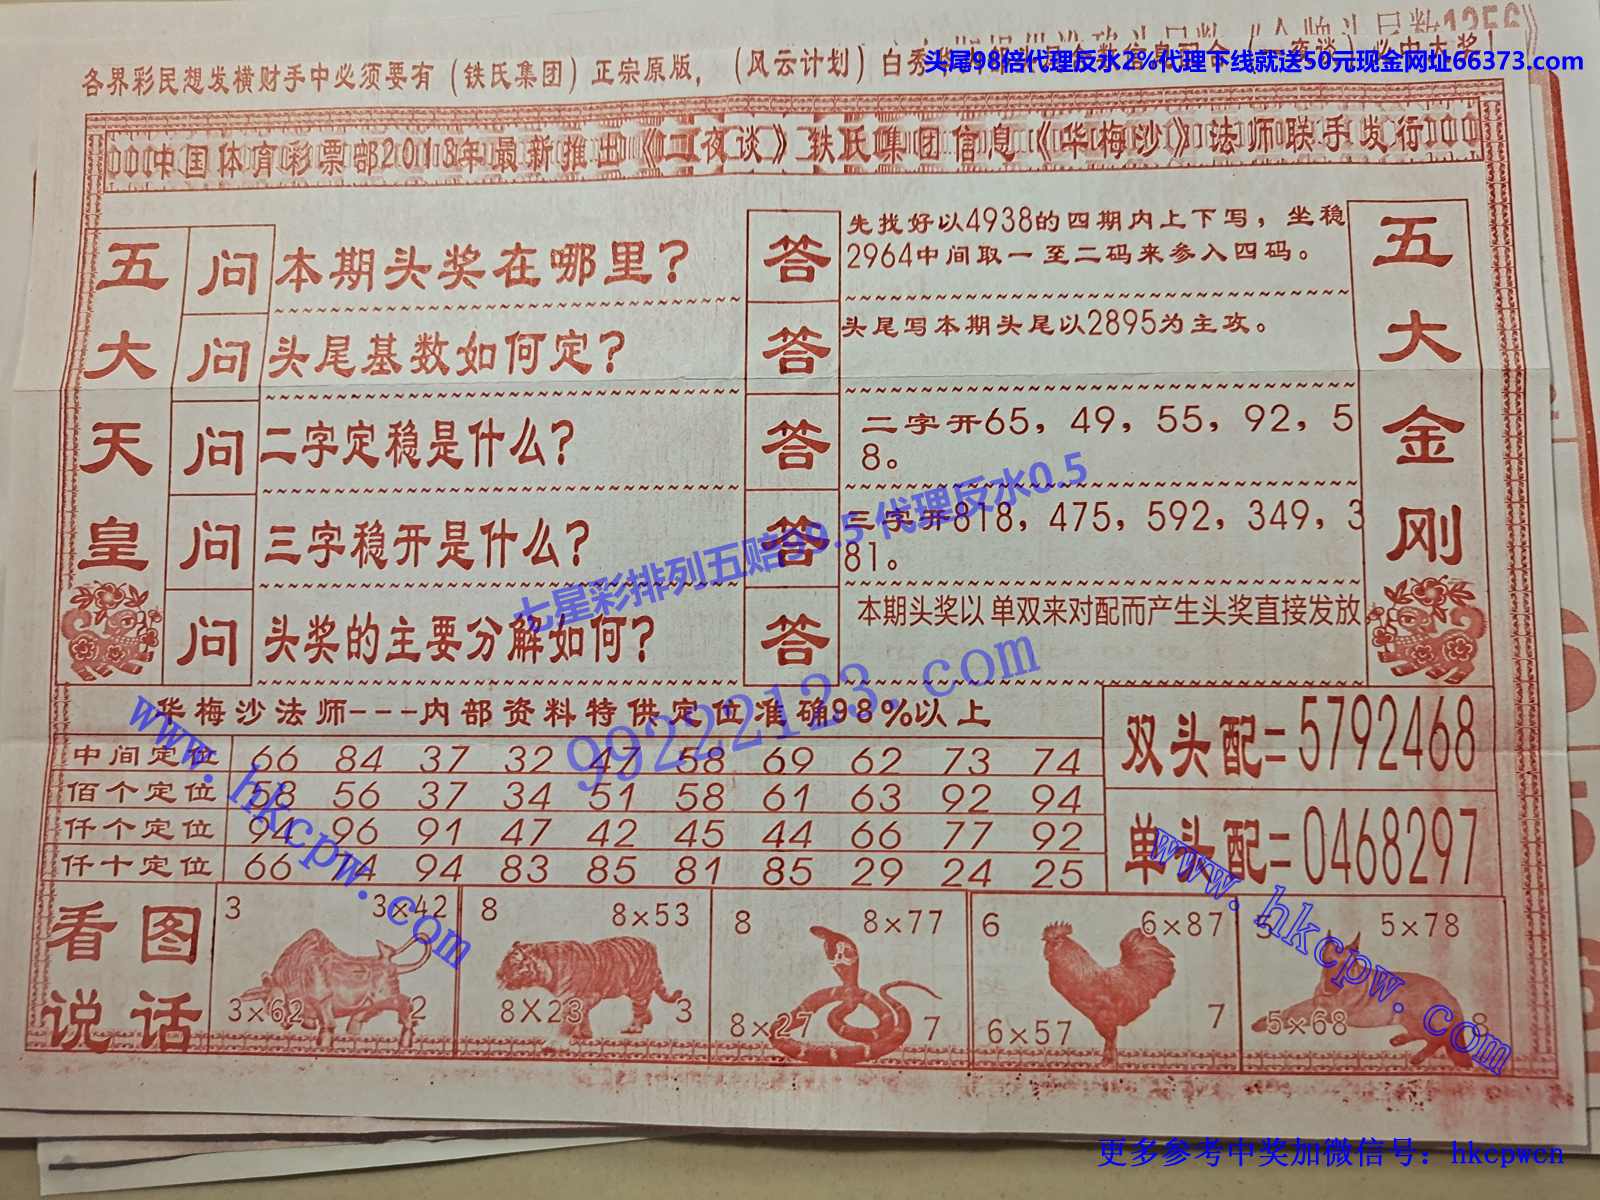 头尾98倍代理反水2%代理下线就送50元现金网址66373.com
各界彩民想发横财手中必须要有（铁氏集团）正宗原版，（风云计划）白秀华
中国体育彩票部2018年最新推出《二夜谈》铁氏集团信息《华梅沙》法师联手发行
五大天皇
问 本期头奖在哪里？
答 先找好以4938的四期内上下写，坐稳
2964中间取一至二码来参入四码。
问 头尾基数如何定？
答 头尾写本期头尾以2895为主攻。
问 二字定稳是什么？
答 二字开65，49，55，92，5
8。
问 三字稳开是什么？
答 三字开818，475，592，349，3
81。
问 头奖的主要分解如何？
答 本期头奖以 单双来对配而产生头奖直接发放
五大金刚
七星彩排列五赔99.5 代理反水0.5
99222123.com
华梅沙法师---内部资料特供定位准确98%以上
中间定位 66 84 37 32 47 58 69 62 73 74
佰个定位 58 56 37 34 51 58 61 63 92 94
仟个定位 94 96 91 47 42 45 44 66 77 92
仟十定位 66 74 94 83 85 81 85 29 24 25
双头配=5792468
单头配=0468297
www.hkcpw.com
www.hkcpw.com
看图
说话
3 3×42
3×62 2
8 8×53
8X23 3
8 8×77
8×27 7
6 6×87
6×57 7
5 5×78
5×68 8
更多参考中奖加微信号：hkcpwcn